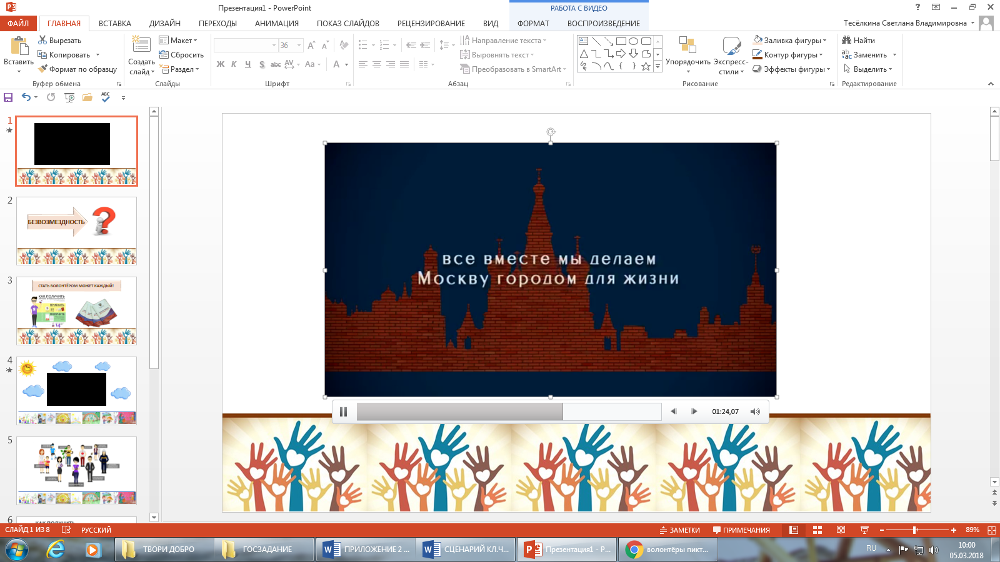 Презентация1 - PowerPoint
РАБОТА С ВИДЕО
?
ФАЙЛ ГЛАВНАЯ ВСТАВКА ДИЗАЙН ПЕРЕХОДЫ АНИМАЦИЯ ПОКАЗ СЛАЙДОВ РЕЦЕНЗИРОВАНИЕ ВИД ФОРМАТ ВОСПРОИЗВЕДЕНИЕ Тесёлкина Светлана Владимировна
Вставить
Вырезать
Копировать
Формат по образцу
Буфер обмена
Создать
слайд
Макет
Сбросить
Раздел
Слайды
36
Ж К Ч S abc AV Aa A
Шрифт
Направление текста
Выровнять текст
Преобразовать в SmartArt
Абзац
Упорядочить
Экспресс-
стили
Заливка фигуры
Контур фигуры
Эффекты фигуры
Рисование
Найти
Заменить
Выделить
Редактирование
ABC
1
2
БЕЗВОЗМЕЗДНОСТЬ
3
СТАТЬ ВОЛОНТЁРОМ МОЖЕТ КАЖДЫЙ!
КАК ПОЛУЧИТЬ
4
5
6
КАК ПОЛУЧИТЬ
все вместе мы делаем
Москву городом для жизни
01:24,07
СЛАЙД 1 ИЗ 8 РУССКИЙ ЗАМЕТКИ ПРИМЕЧАНИЯ 89%
ТВОРИ ДОБРО ГОСЗАДАНИЕ ПРИЛОЖЕНИЕ 2 ... СЦЕНАРИЙ КЛ.Ч... Презентация1 - P... волонтёры пикт... RU 10:00
05.03.2018